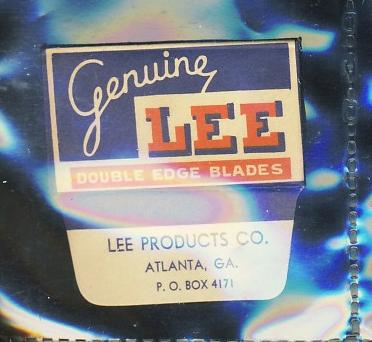 Genuine
LEE
DOUBLE EDGE BLADES
LEE PRODUCTS CO.
ATLANTA, GA.
P. O. BOX 4171